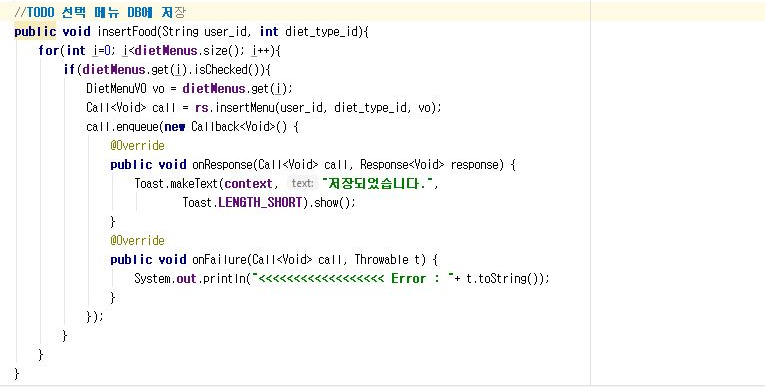 //TODO 선택 메뉴 DB에 저장
public void insertFood(String user_id, int diet_type_id){
for(int i=0; i<dietMenus.size(); i++){
if(dietMenus.get(i).isChecked()){
DietMenuVO vo = dietMenus.get(i);
Call<Void> call = rs.insertMenu(user_id, diet_type_id, vo);
call.enqueue(new Callback<Void>() {
@Override
public void onResponse(Call<Void> call, Response<Void> response) {
Toast.makeText(context, text: "저장되었습니다.",
Toast.LENGTH_SHORT).show();
}
@Override
public void onFailure(Call<Void> call, Throwable t) {
System.out.println("<<<<<<<<<<<<<<<<<< Error : "+ t.toString());
}
});
}
}
}